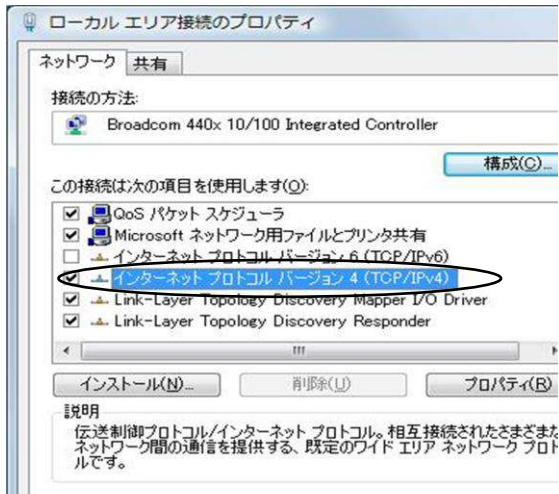 ローカル エリア接続のプロパティ
ネットワーク 共有
接続の方法:
Broadcom 440x 10/100 Integrated Controller
構成(C)...
この接続は次の項目を使用します(O):
QoS パケット スケジューラ
Microsoft ネットワーク用ファイルとプリンタ共有
インターネット プロトコル バージョン 6 (TCP/IPv6)
インターネット プロトコル バージョン 4 (TCP/IPv4)
Link-Layer Topology Discovery Mapper I/O Driver
Link-Layer Topology Discovery Responder
インストール(N)... 削除(U) プロパティ(R)
説明
伝送制御プロトコル/インターネット プロトコル。相互接続されたさまざまな
ネットワーク間の通信を提供する、既定のワイド エリア ネットワーク プロト
ルです。